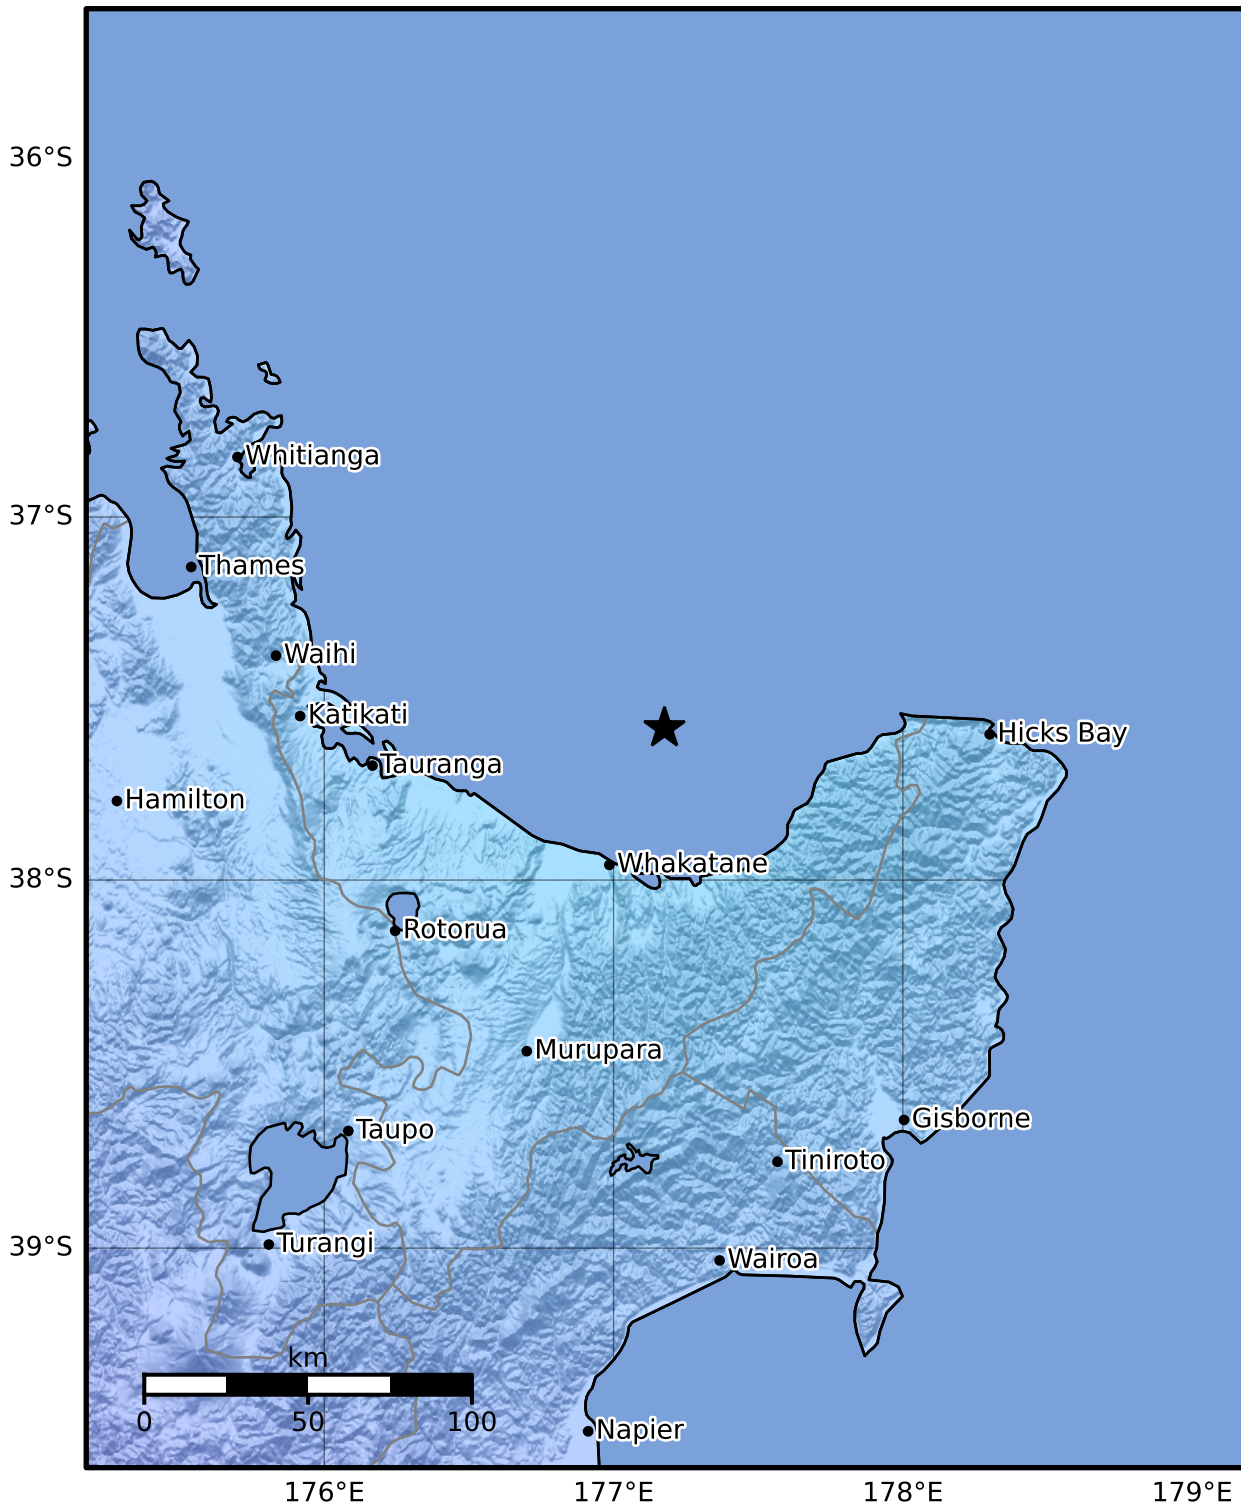 36°S
Whitianga
37°S
Thames
Waihi
Katikati
Hicks Bay
Tauranga
Hamilton
Whakatane
38°S
Rotorua
Murupara
Gisborne
Taupo
Tiniroto
39°S
Turangi
Wairoa
km
0 50 100
Napier
176°E 177°E 178°E 179°E